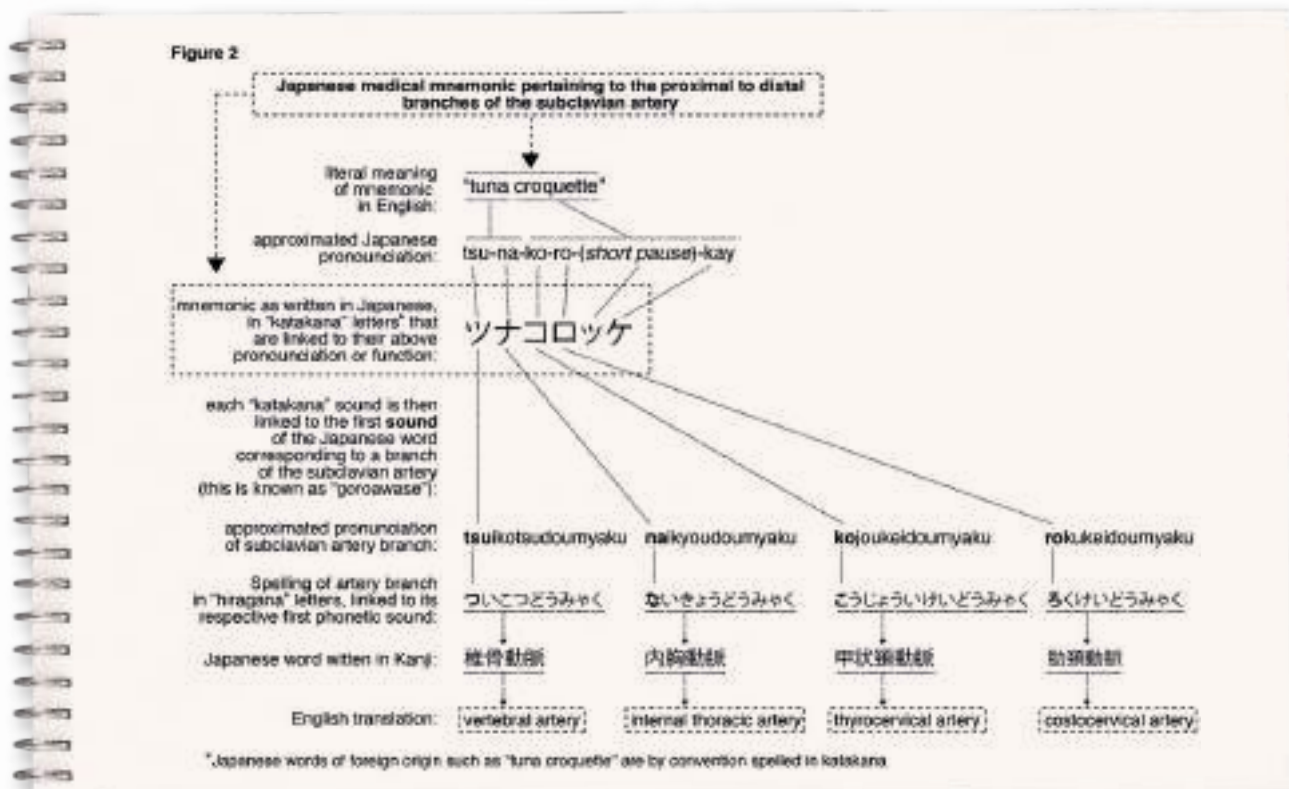 Figure 2
Japanese medical mnemonic pertaining to the proximal to distal
branches of the subclavian artery
literal meaning
of mnemonic
in English:
"tuna croquette"
approximated Japanese
pronounciation:
tsu-na-ko-ro-(short pause)-kay
mnemonic as written in Japanese,
in "katakana" letters* that
are linked to their above
pronounciation or function:
ツナコロッケ
each "katakana" sound is then
linked to the first sound
of the Japanese word
corresponding to a branch
of the subclavian artery
(this is known as "goroawase"):
approximated pronunciation
of subclavian artery branch:
tsuikotsudoumyaku naikyoudoumyaku kojoukeidoumyaku rokukeidoumyaku
Spelling of artery branch
in "hiragana" letters, linked to its
respective first phonetic sound:
ついこつどうみゃく ないきょうどうみゃく こうじょういけいどうみゃく ろくけいどうみゃく
Japanese word witten in Kanji:
椎骨動脈 内胸動脈 甲状頚動脈 肋頚動脈
English translation:
vertebral artery internal thoracic artery thyrocervical artery costocervical artery
*Japanese words of foreign origin such as "tuna croquette" are by convention spelled in katakana